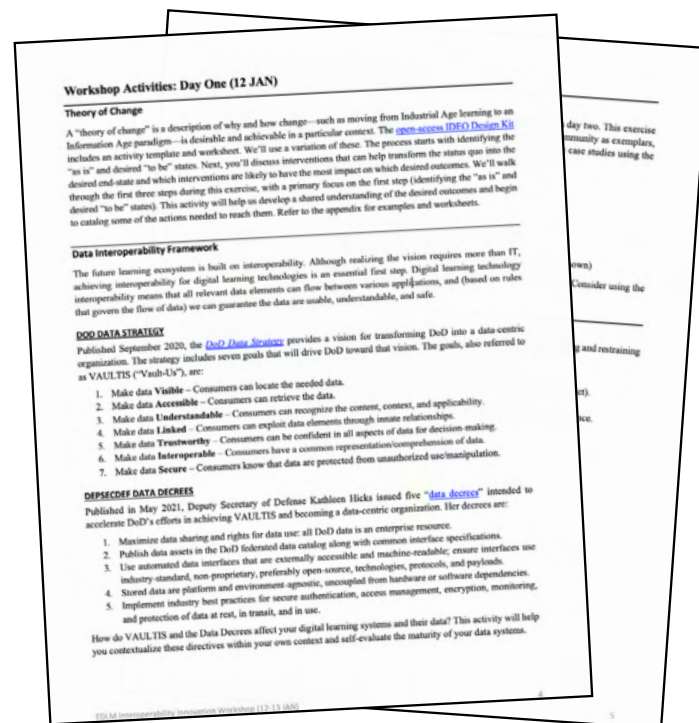 Workshop Activities: Day One (12 JAN)
Theory of Change
A "theory of change" is a description of why and how change—such as moving from Industrial Age learning to an
Information Age paradigm—is desirable and achievable in a particular context. The open-access IDEO Design Kit
includes an activity template and worksheet. We'll use a variation of these. The process starts with identifying the
"as is" and desired "to be" states. Next, you'll discuss interventions that can help transform the status quo into the
desired end-state and which interventions are likely to have the most impact on which desired outcomes. We'll walk
through the first three steps during this exercise, with a primary focus on the first step (identifying the "as is" and
desired "to be" states). This activity will help us develop a shared understanding of the desired outcomes and begin
to catalog some of the actions needed to reach them. Refer to the appendix for examples and worksheets.
Data Interoperability Framework
The future learning ecosystem is built on interoperability. Although realizing the vision requires more than IT,
achieving interoperability for digital learning technologies is an essential first step. Digital learning technology
interoperability means that all relevant data elements can flow between various applications, and (based on rules
that govern the flow of data) we can guarantee the data are usable, understandable, and safe.
DOD DATA STRATEGY
Published September 2020, the DoD Data Strategy provides a vision for transforming DoD into a data-centric
organization. The strategy includes seven goals that will drive DoD toward that vision. The goals, also referred to
as VAULTIS ("Vault-Us"), are:
1. Make data Visible – Consumers can locate the needed data.
2. Make data Accessible – Consumers can retrieve the data.
3. Make data Understandable – Consumers can recognize the content, context, and applicability.
4. Make data Linked – Consumers can exploit data elements through innate relationships.
5. Make data Trustworthy – Consumers can be confident in all aspects of data for decision-making.
6. Make data Interoperable – Consumers have a common representation/comprehension of data.
7. Make data Secure – Consumers know that data are protected from unauthorized use/manipulation.
DEPSECDEF DATA DECREES
Published in May 2021, Deputy Secretary of Defense Kathleen Hicks issued five "data decrees" intended to
accelerate DoD's efforts in achieving VAULTIS and becoming a data-centric organization. Her decrees are:
1. Maximize data sharing and rights for data use: all DoD data is an enterprise resource.
2. Publish data assets in the DoD federated data catalog along with common interface specifications.
3. Use automated data interfaces that are externally accessible and machine-readable; ensure interfaces use
industry-standard, non-proprietary, preferably open-source, technologies, protocols, and payloads.
4. Stored data are platform and environment-agnostic, uncoupled from hardware or software dependencies.
5. Implement industry best practices for secure authentication, access management, encryption, monitoring,
and protection of data at rest, in transit, and in use.
How do VAULTIS and the Data Decrees affect your digital learning systems and their data? This activity will help
you contextualize these directives within your own context and self-evaluate the maturity of your data systems.
4
EDLM Interoperability Innovation Workshop (12-13 JAN)
day two. This exercise
as exemplars,
case studies using the
own)
Consider using the
g and restraining
5